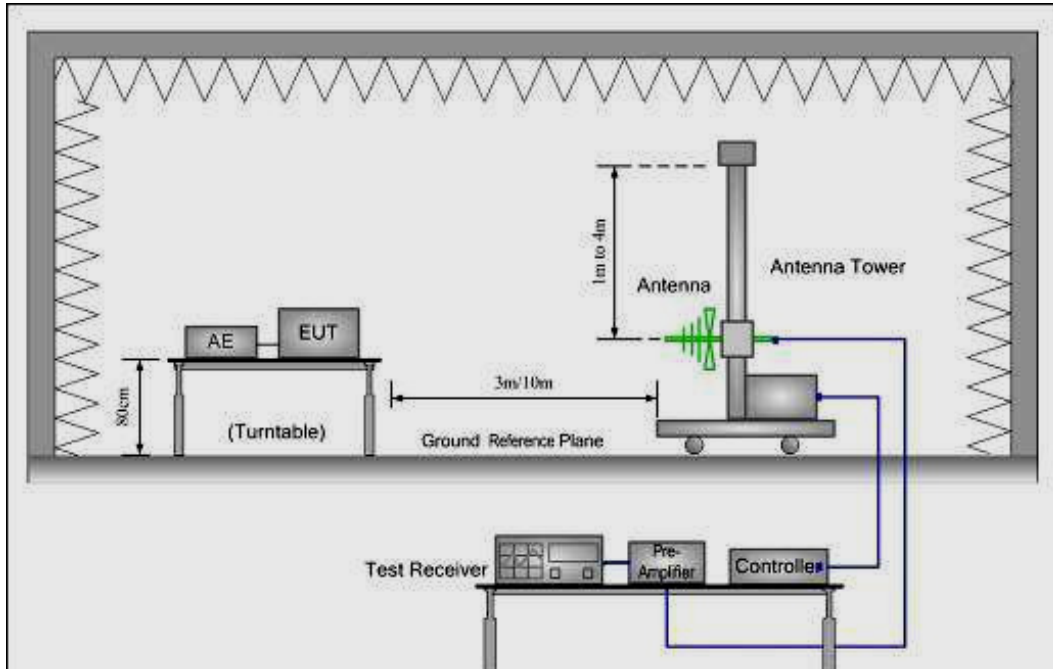 1m to 4m
Antenna Tower
Antenna
AE
EUT
3m/10m
80cm
(Turntable)
Ground Reference Plane
Test Receiver
Pre-
Amplifier
Controller